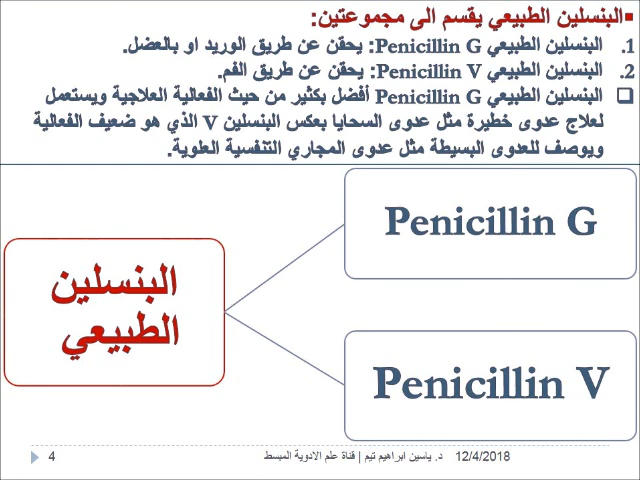 ▪البنسلين الطبيعي يقسم الى مجموعتين:
1. البنسلين الطبيعي Penicillin G: يحقن عن طريق الوريد او بالعضل.
2. البنسلين الطبيعي Penicillin V: يحقن عن طريق الفم.
❑ البنسلين الطبيعي Penicillin G أفضل بكثير من حيث الفعالية العلاجية ويستعمل
لعلاج عدوى خطيرة مثل عدوى السحايا بعكس البنسلين V الذي هو ضعيف الفعالية
ويوصف للعدوى البسيطة مثل عدوى المجاري التنفسية العلوية.
Penicillin G
البنسلين
الطبيعي
Penicillin V
4
د. ياسين ابراهيم تيم | قناة علم الادوية المبسط
12/4/2018